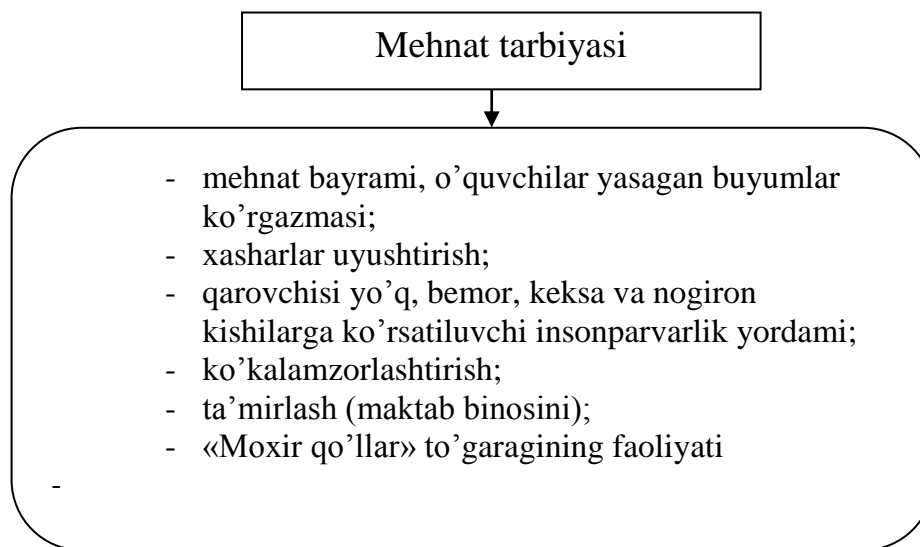 Mehnat tarbiyasi
- mehnat bayrami, o’quvchilar yasagan buyumlar
ko’rgazmasi;
- xasharlar uyushtirish;
- qarovchisi yo’q, bemor, keksa va nogiron
kishilarga ko’rsatiluvchi insonparvarlik yordami;
- ko’kalamzorlashtirish;
- ta’mirlash (maktab binosini);
- «Moxir qo’llar» to’garagining faoliyati
-